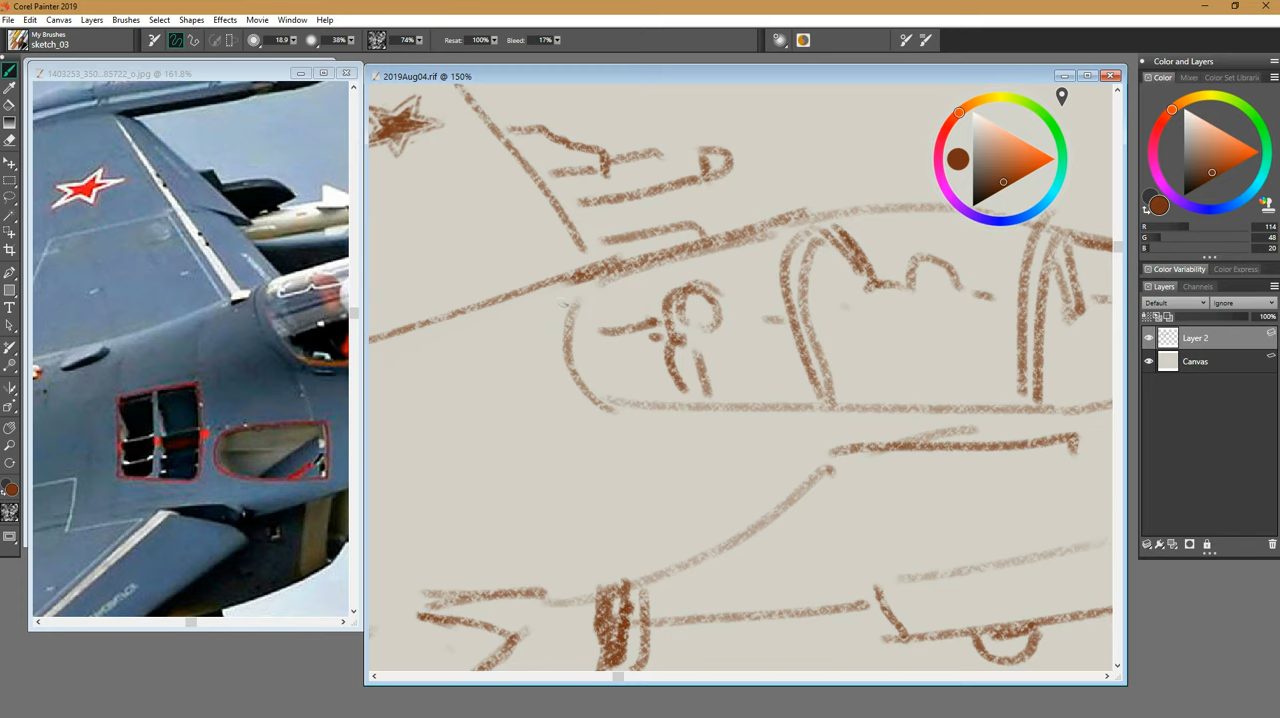 Corel Painter 2019
File Edit Canvas Layers Brushes Select Shapes Effects Movie Window Help
My Brushes
sketch_03
18.9 38% 74% Resat: 100% Bleed: 17%
1403253_350...85722_o.jpg @ 161.8%
2019Aug04.rif @ 150%
Color and Layers
Color Mixer Color Set Librari
R 114
G 48
B 20
Color Variability Color Express
Layers Channels
Default Ignore
100%
Layer 2
Canvas